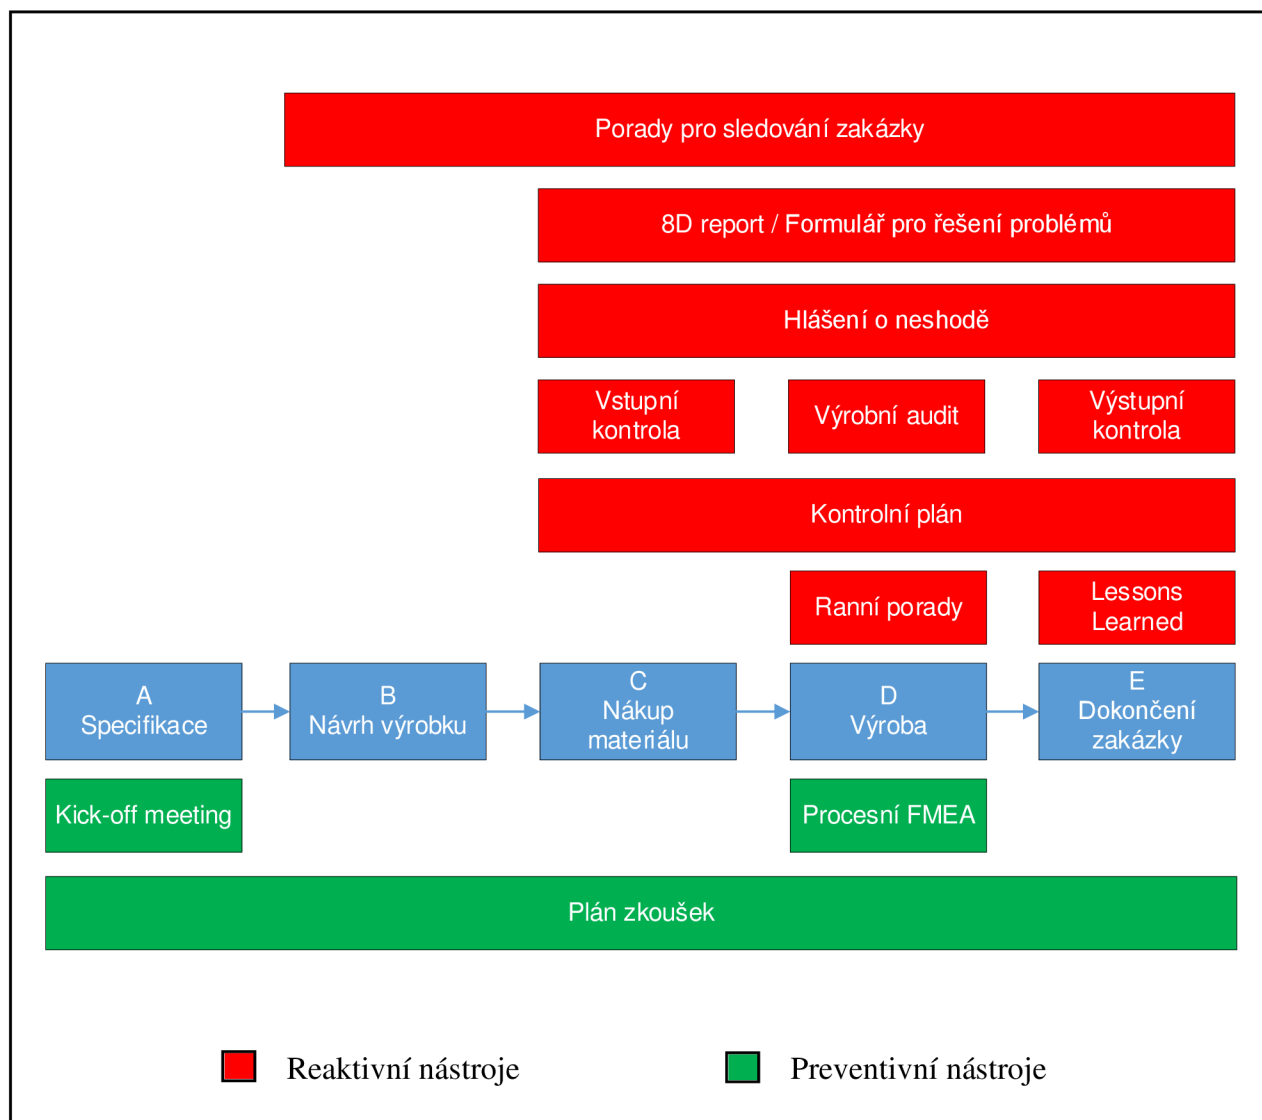 Porady pro sledování zakázky
8D report / Formulář pro řešení problémů
Hlášení o neshodě
Vstupní
kontrola
Výrobní audit
Výstupní
kontrola
Kontrolní plán
Ranní porady
Lessons
Learned
A
Specifikace
B
Návrh výrobku
C
Nákup
materiálu
D
Výroba
E
Dokončení
zakázky
Kick-off meeting
Procesní FMEA
Plán zkoušek
Reaktivní nástroje
Preventivní nástroje